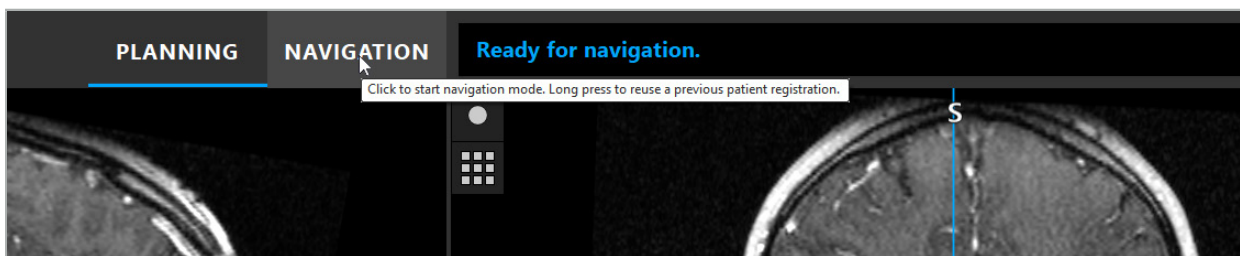 PLANNING
NAVIGATION
Ready for navigation.
Click to start navigation mode. Long press to reuse a previous patient registration.
S